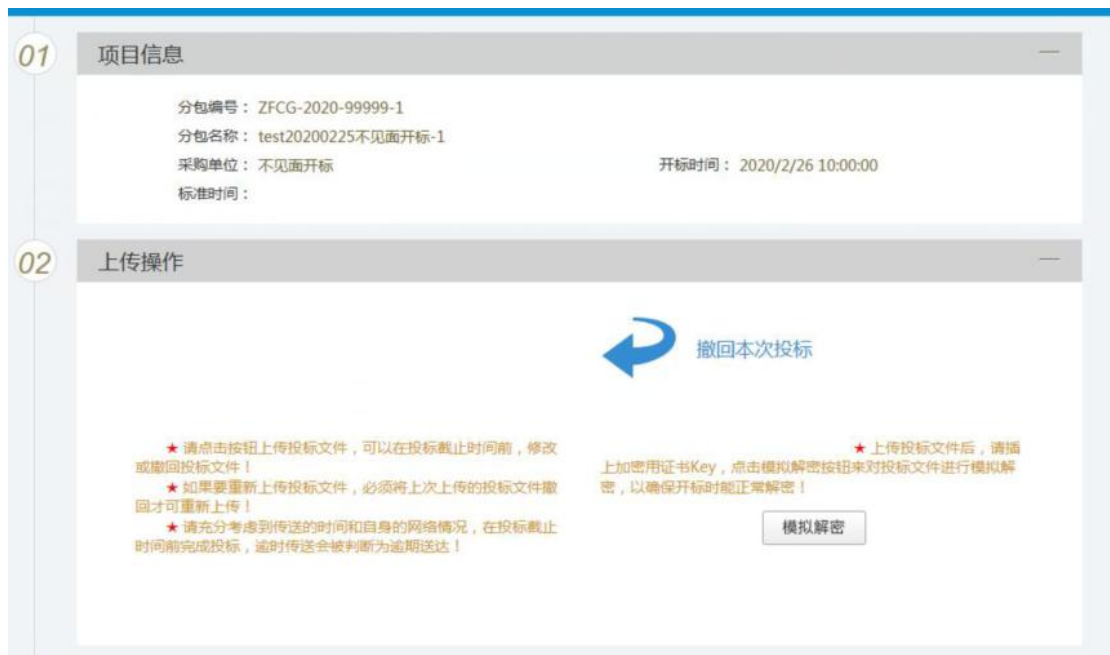 01
项目信息
分包编号： ZFCG-2020-99999-1
分包名称： test20200225不见面开标-1
采购单位： 不见面开标
开标时间： 2020/2/26 10:00:00
标准时间：
02
上传操作
撤回本次投标
★ 请点击按钮上传投标文件，可以在投标截止时间前，修改
或撤回投标文件！
★ 如果要重新上传投标文件，必须将上次上传的投标文件撤
回才可重新上传！
★ 请充分考虑到传送的时间和自身的网络情况，在投标截止
时间前完成投标，逾时传送会被判断为逾期送达！
★ 上传投标文件后，请插
上加密用证书Key，点击模拟解密按钮来对投标文件进行模拟解
密，以确保开标时能正常解密！
模拟解密